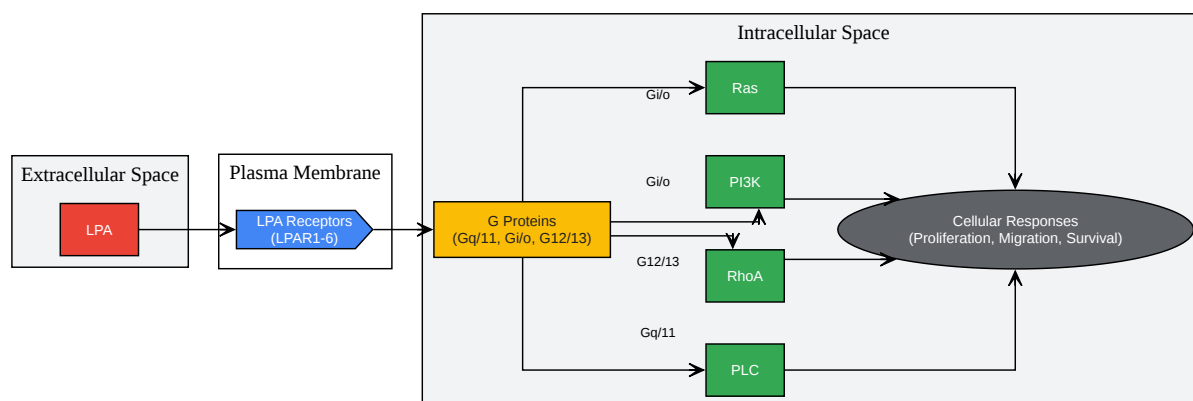 Intracellular Space
Extracellular Space
Plasma Membrane
LPA
LPA Receptors
(LPAR1-6)
G Proteins
(Gq/11, Gi/o, G12/13)
Gi/o
Ras
Gi/o
PI3K
G12/13
RhoA
Gq/11
PLC
Cellular Responses
(Proliferation, Migration, Survival)